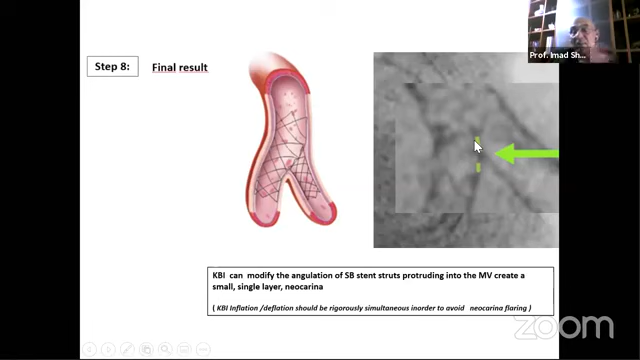 Prof. Imad Sh...
Step 8:
Final result
KBI can modify the angulation of SB stent struts protruding into the MV create a
small, single layer, neocarina
( KBI Inflation /deflation should be rigorously simultaneous inorder to avoid neocarina flaring )
zoom